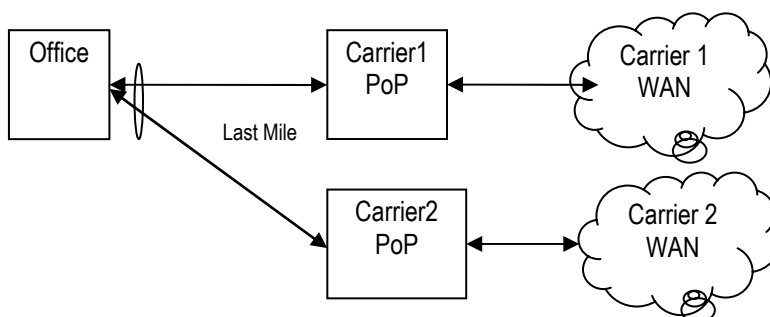 Office
Carrier1
PoP
Carrier 1
WAN
Last Mile
Carrier2
PoP
Carrier 2
WAN